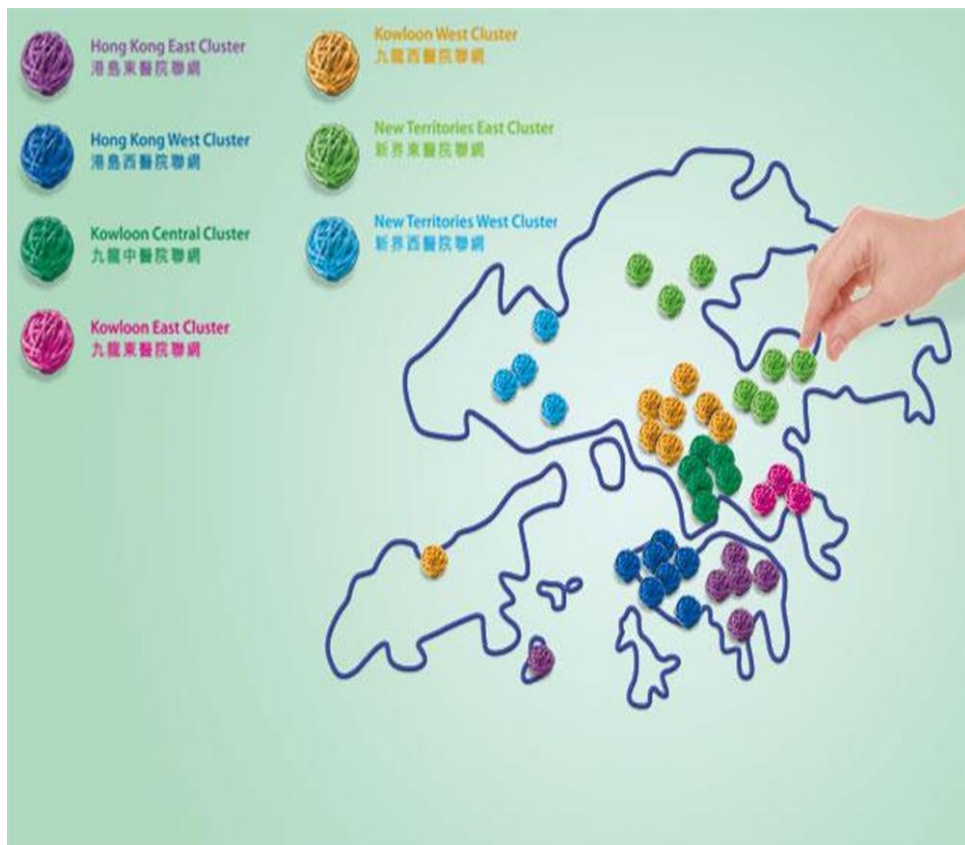 Hong Kong East Cluster
港島東醫院聯網
Hong Kong West Cluster
港島西醫院聯網
Kowloon Central Cluster
九龍中醫院聯網
Kowloon East Cluster
九龍東醫院聯網
Kowloon West Cluster
九龍西醫院聯網
New Territories East Cluster
新界東醫院聯網
New Territories West Cluster
新界西醫院聯網